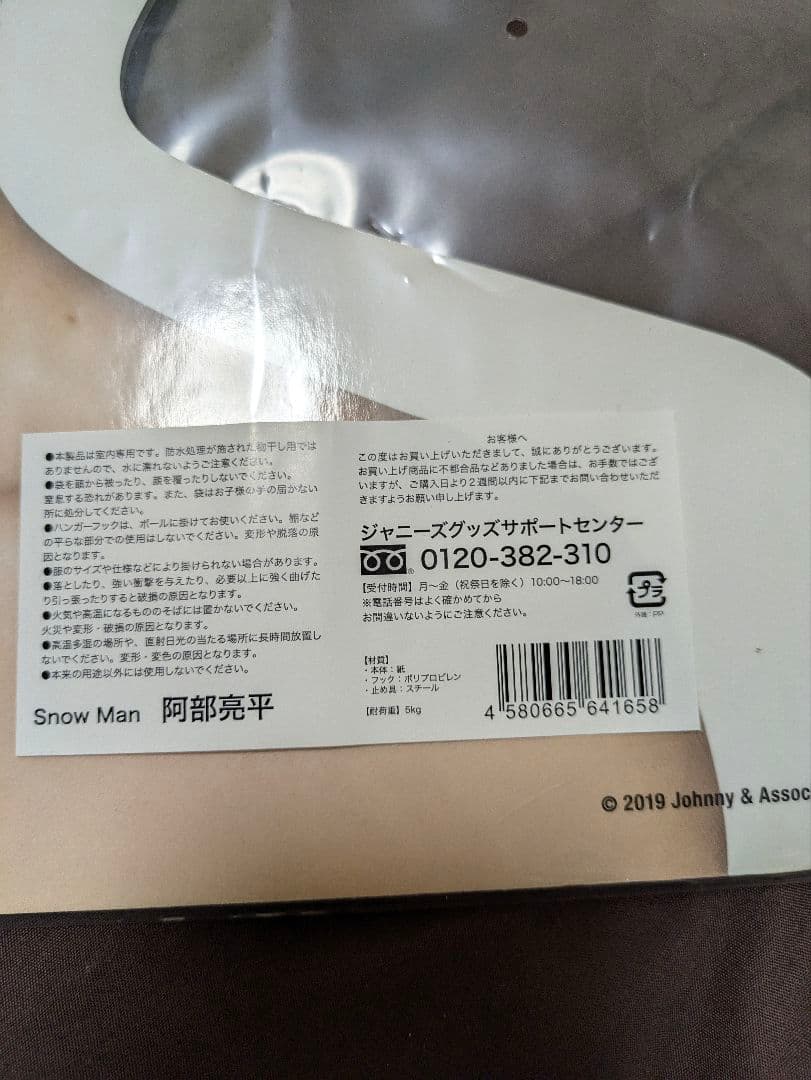 ●本製品は室内専用です。防水処理が施された物干し用では
ありませんので、水に濡れないようご注意ください。
●袋を頭から被ったり、顔を覆ったりしないでください。
窒息する恐れがあります。また、袋はお子様の手の届かない
所に処分してください。
●ハンガーフックは、ポールに掛けてお使いください。棚など
の平らな部分での使用はしないでください。変形や脱落の原
因となります。
●服のサイズや仕様などにより掛けられない場合があります。
●落としたり、強い衝撃を与えたり、必要以上に強く曲げた
り引っ張ったりすると破損の原因となります。
●火気や高温になるもののそばには置かないでください。
火災や変形・破損の原因となります。
●高温多湿の場所や、直射日光の当たる場所に長時間放置し
ないでください。変形・変色の原因となります。
●本来の用途以外には使用しないでください。
Snow Man 阿部亮平
お客様へ
この度はお買い上げいただきまして、誠にありがとうございます。
お買い上げ商品に不都合品などありました場合は、お手数ではござ
いますが、ご購入日より2週間以内に下記までお問い合わせいただ
きますようお願い申し上げます。
ジャニーズグッズサポートセンター
0120-382-310
【受付時間】月〜金(祝祭日を除く)10:00〜18:00
※電話番号はよく確かめてから
お間違いないようにご注意ください。
プラ
外装:PP
【材質】
・本体:紙
・フック:ポリプロピレン
・止め具:スチール
【耐荷重】5kg
4 580665 641658
© 2019 Johnny & Assoc